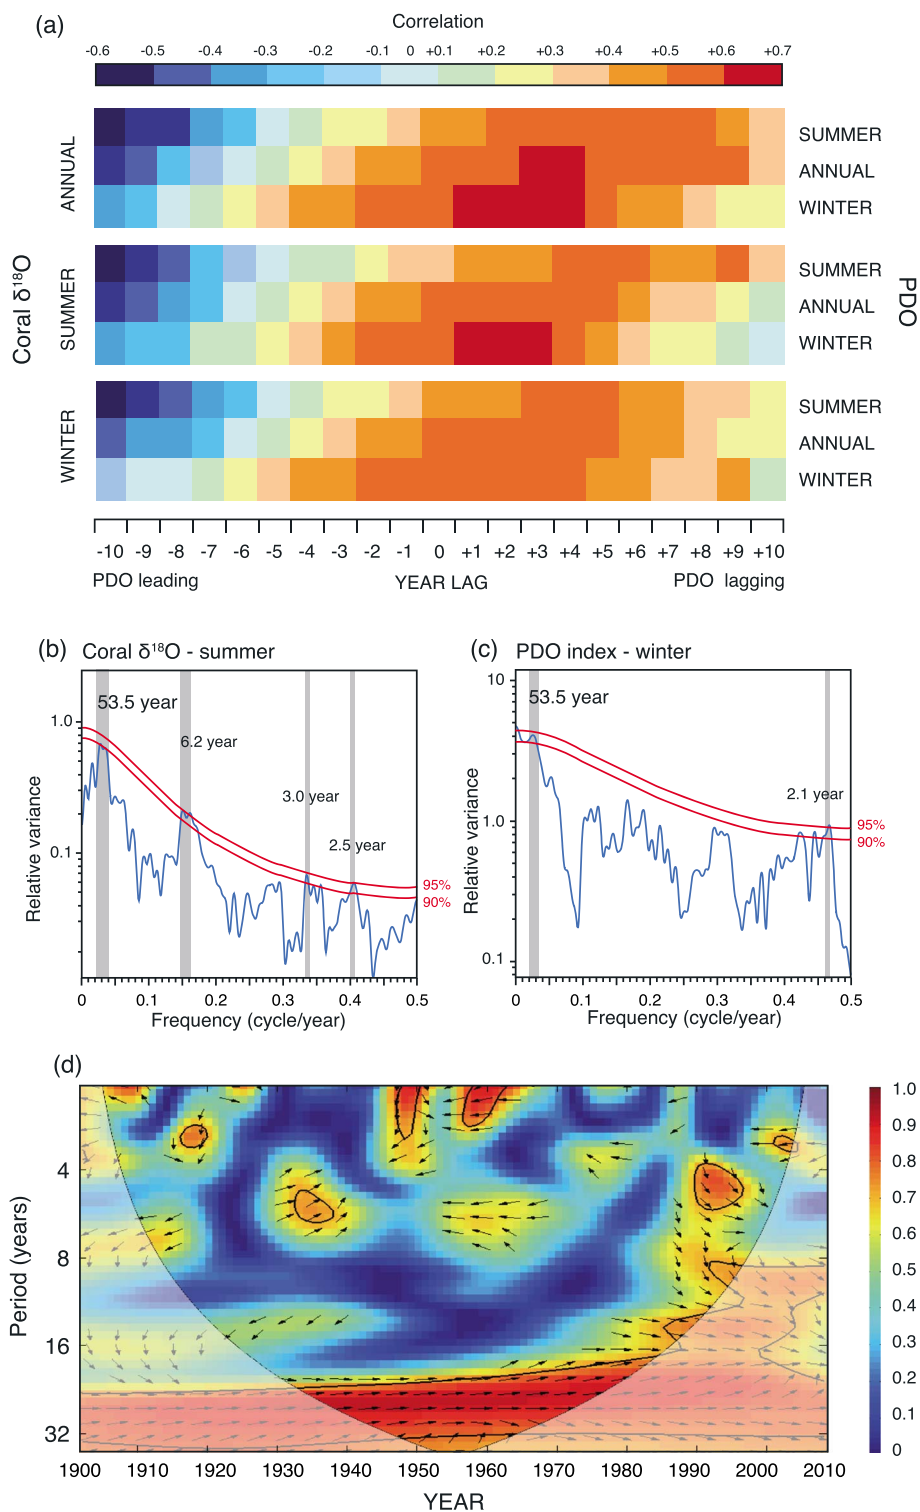 (a)
Correlation
-0.6 -0.5 -0.4 -0.3 -0.2 -0.1 0 +0.1 +0.2 +0.3 +0.4 +0.5 +0.6 +0.7
Coral δ¹⁸O
PDO
ANNUAL
SUMMER
ANNUAL
WINTER
SUMMER
SUMMER
ANNUAL
WINTER
WINTER
SUMMER
ANNUAL
WINTER
-10 -9 -8 -7 -6 -5 -4 -3 -2 -1 0 +1 +2 +3 +4 +5 +6 +7 +8 +9 +10
PDO leading YEAR LAG PDO lagging
(b) Coral δ¹⁸O - summer
Relative variance
1.0
0.1
53.5 year
6.2 year
3.0 year
2.5 year
95%
90%
0 0.1 0.2 0.3 0.4 0.5
Frequency (cycle/year)
(c) PDO index - winter
Relative variance
10
1.0
0.1
53.5 year
2.1 year
95%
90%
0 0.1 0.2 0.3 0.4 0.5
Frequency (cycle/year)
(d)
Period (years)
4
8
16
32
1900 1910 1920 1930 1940 1950 1960 1970 1980 1990 2000 2010
YEAR
1.0
0.9
0.8
0.7
0.6
0.5
0.4
0.3
0.2
0.1
0